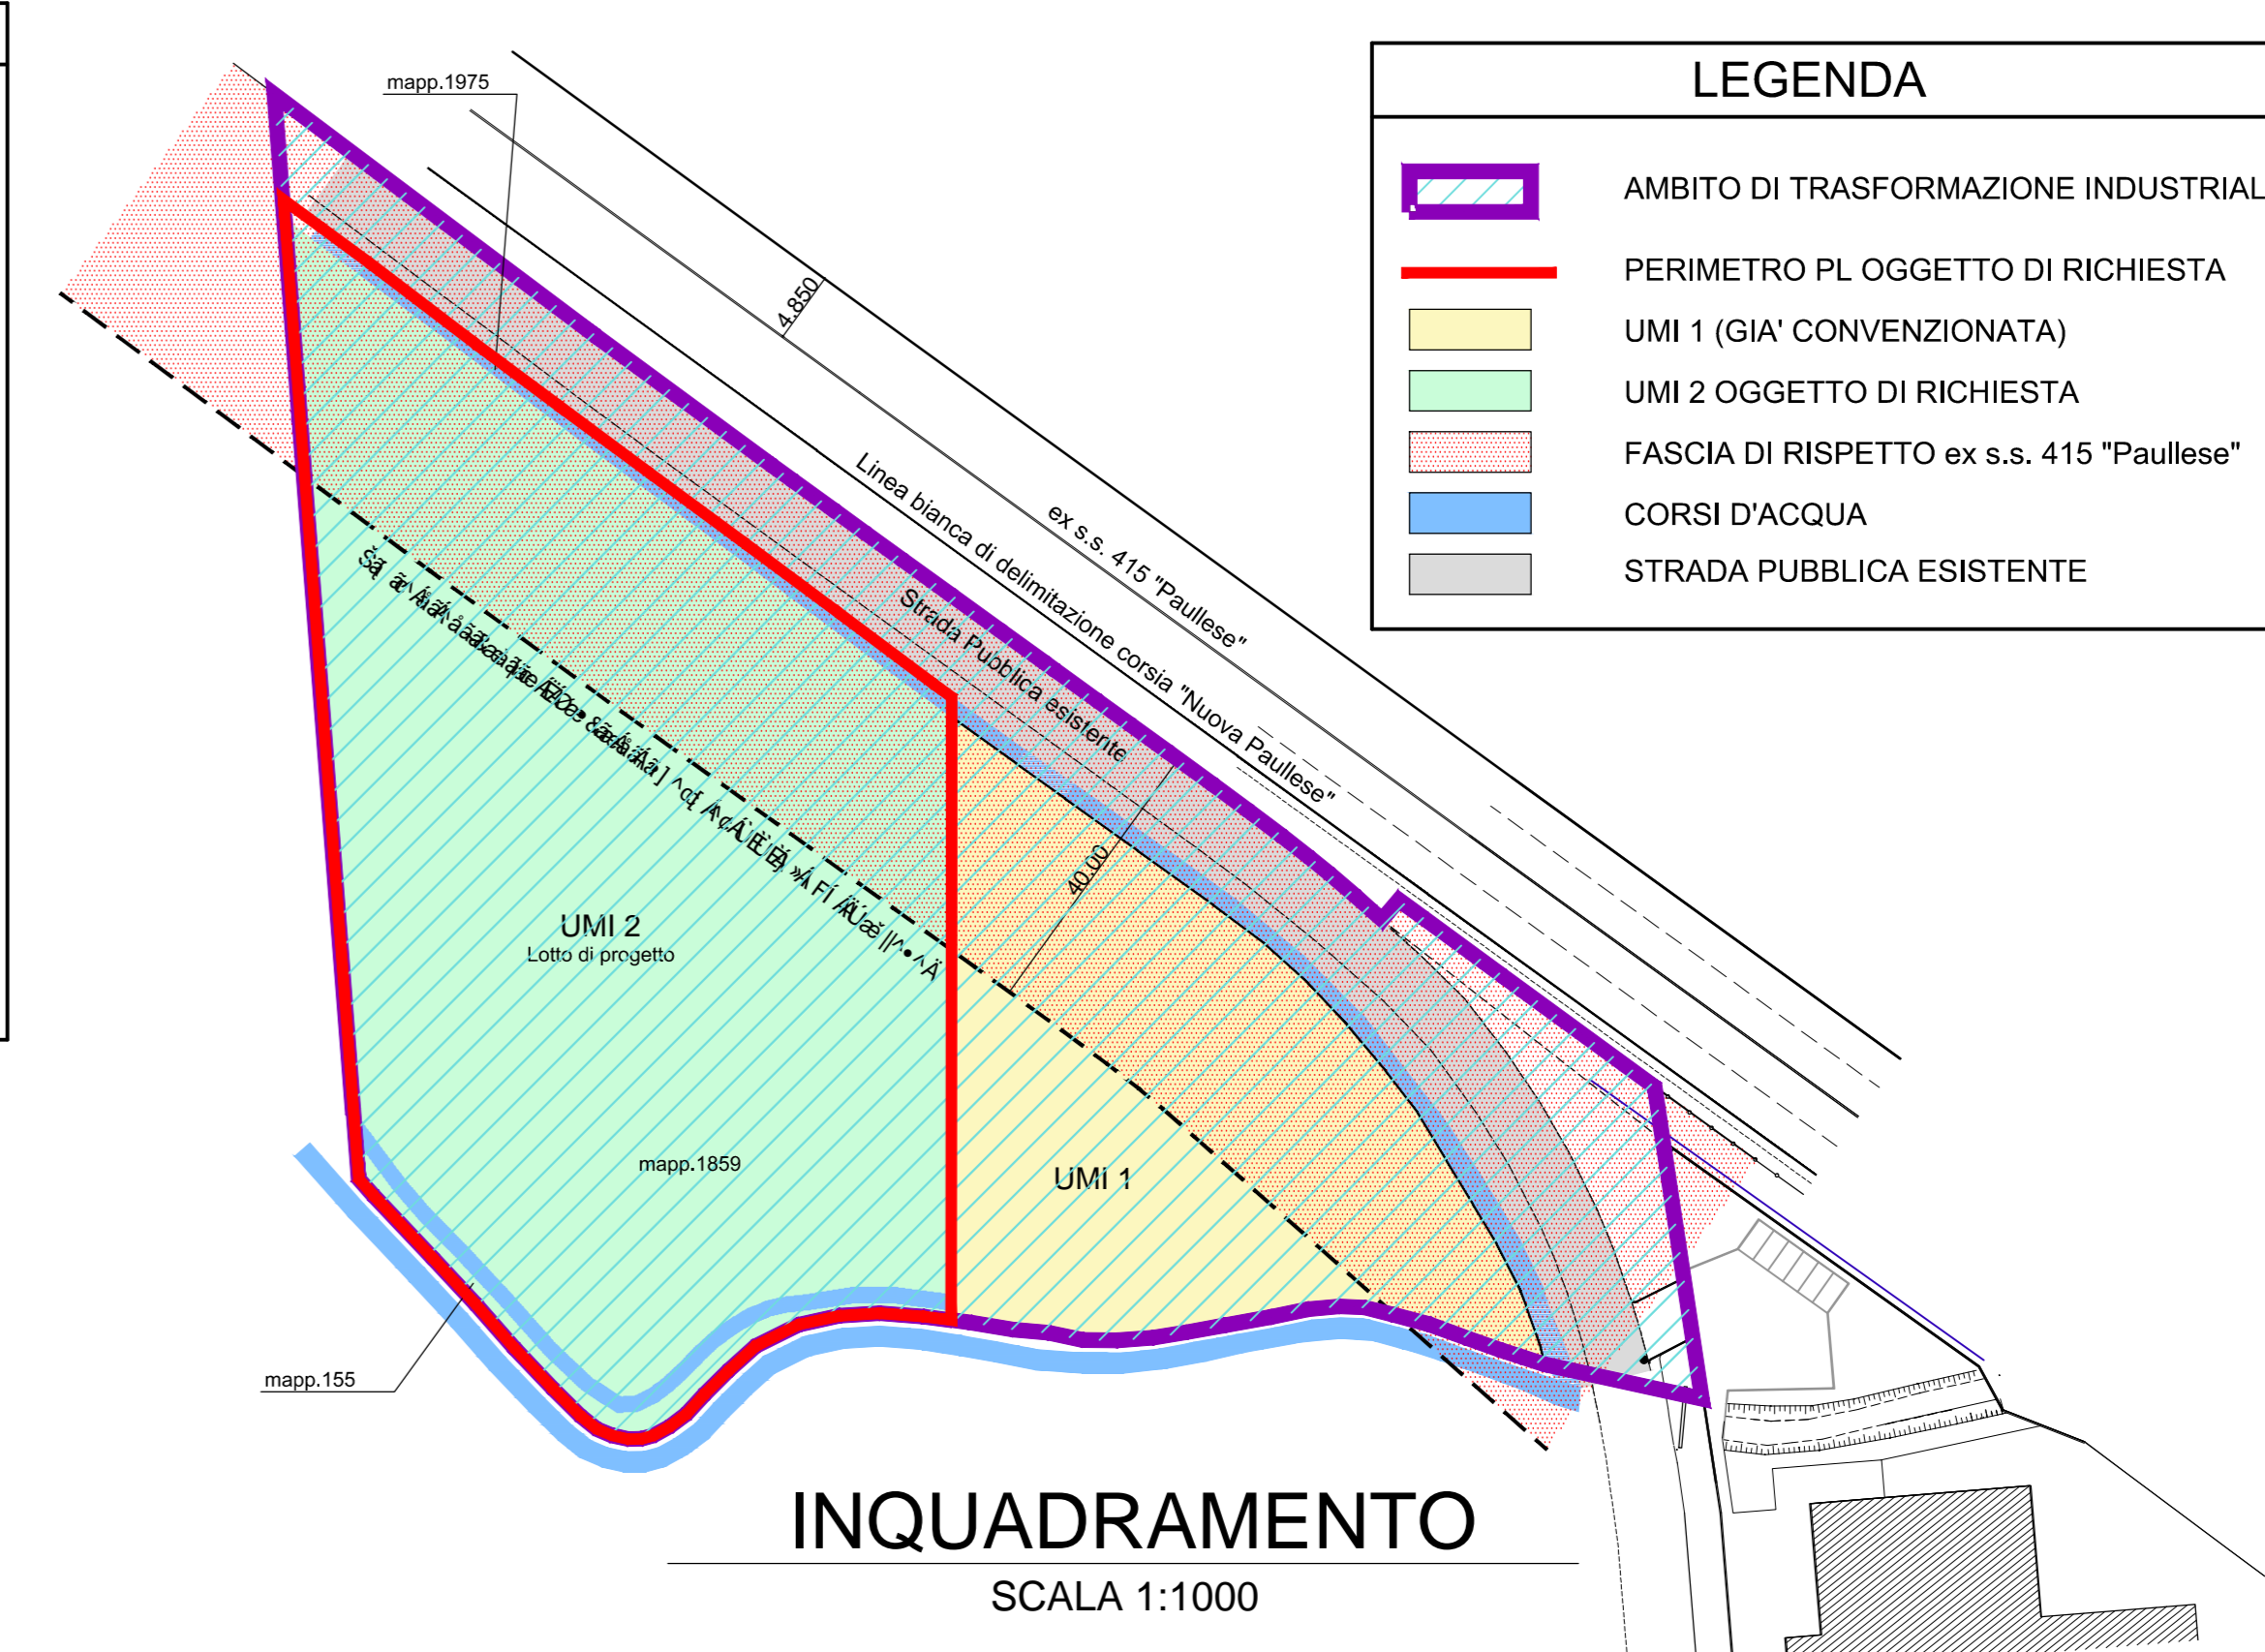 mapp.1975
LEGENDA
AMBITO DI TRASFORMAZIONE INDUSTRIAL
PERIMETRO PL OGGETTO DI RICHIESTA
UMI 1 (GIA' CONVENZIONATA)
UMI 2 OGGETTO DI RICHIESTA
FASCIA DI RISPETTO ex s.s. 415 "Paullese"
CORSI D'ACQUA
STRADA PUBBLICA ESISTENTE
4.850
ex s.s. 415 "Paullese"
Linea bianca di delimitazione corsia "Nuova Paullese"
Strada Pubblica esistente
40.00
UMI 2
Lotto di progetto
mapp.1859
UMI 1
mapp.155
INQUADRAMENTO
SCALA 1:1000